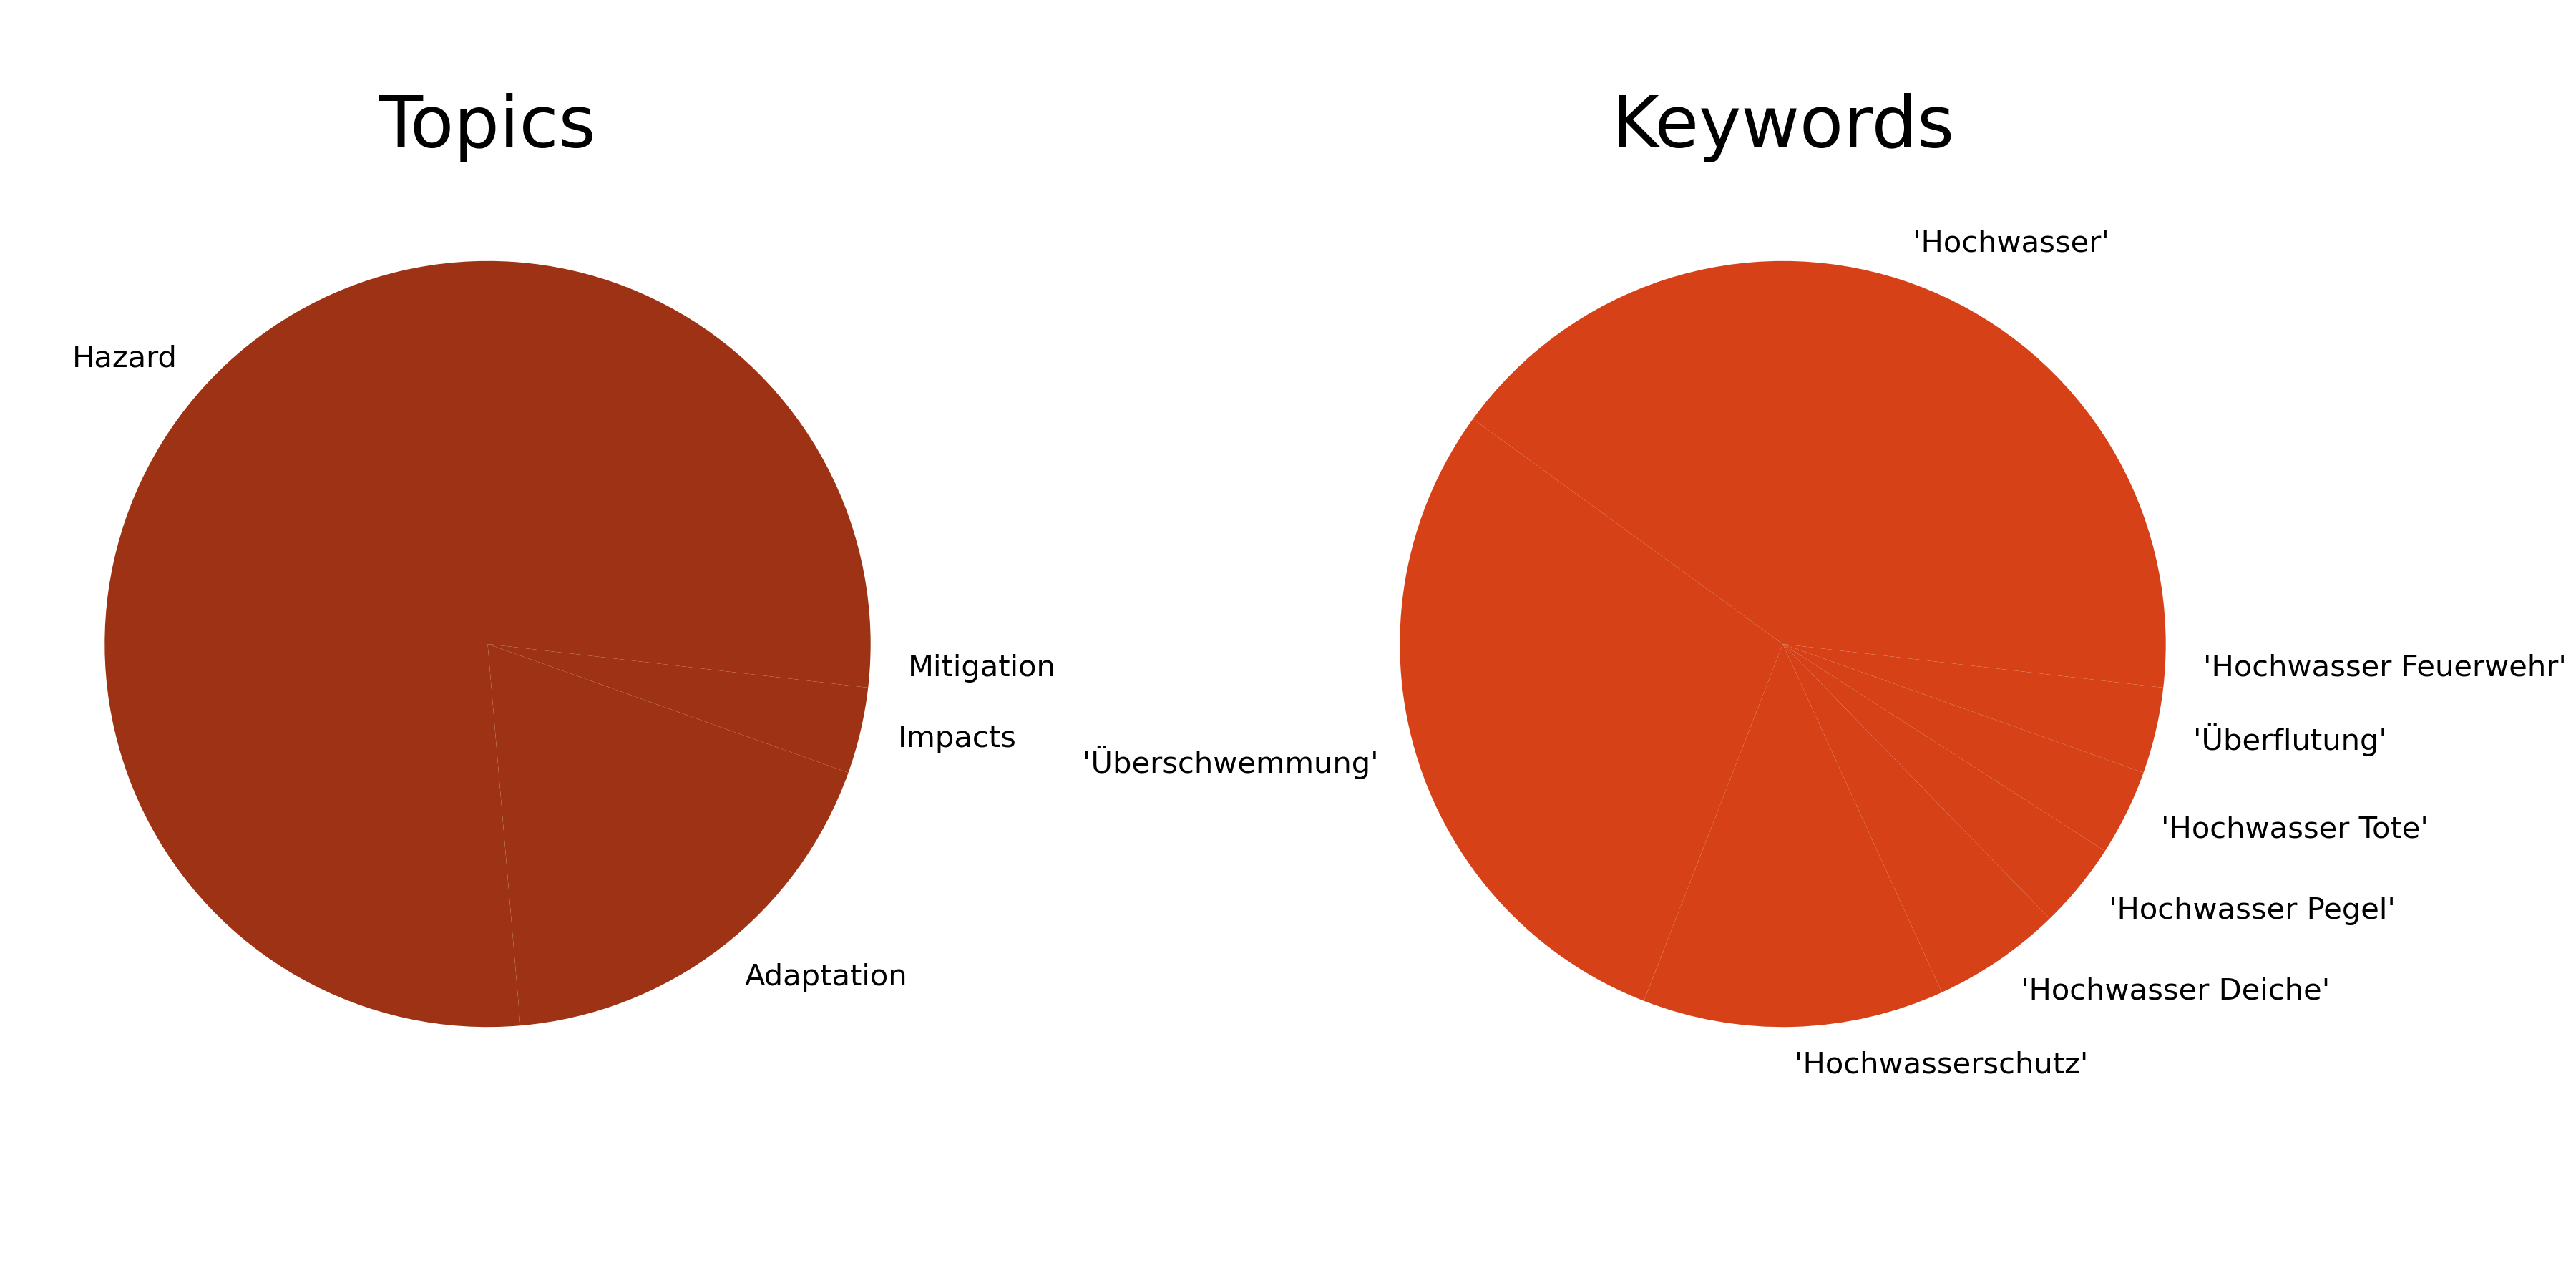 Topics
Hazard
Mitigation
Impacts
Adaptation
Keywords
'Hochwasser'
'Überschwemmung'
'Hochwasser Feuerwehr'
'Überflutung'
'Hochwasser Tote'
'Hochwasser Pegel'
'Hochwasser Deiche'
'Hochwasserschutz'